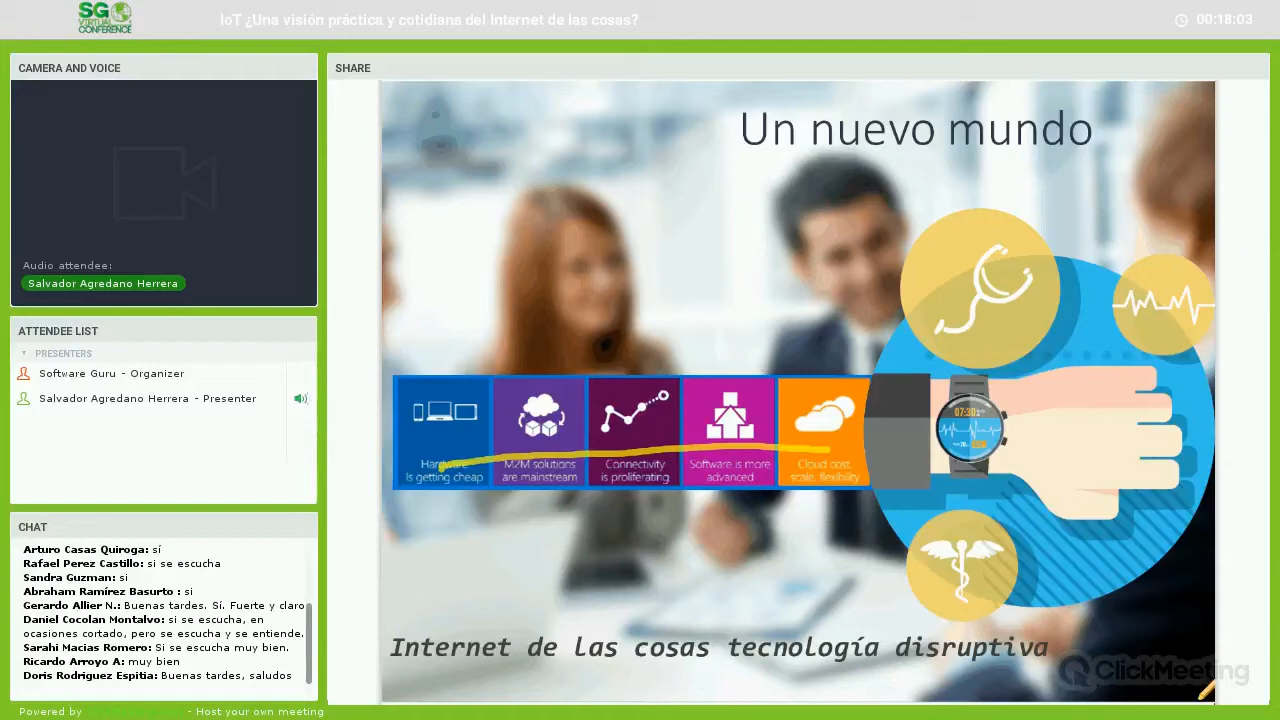 SG
VIRTUAL
CONFERENCE
IoT ¿Una visión práctica y cotidiana del Internet de las cosas?
00:18:03
CAMERA AND VOICE
Audio attendee:
Salvador Agredano Herrera
ATTENDEE LIST
PRESENTERS
Software Guru - Organizer
Salvador Agredano Herrera - Presenter
CHAT
Arturo Casas Quiroga: sí
Rafael Perez Castillo: si se escucha
Sandra Guzman: si
Abraham Ramírez Basurto : si
Gerardo Allier N.: Buenas tardes. Sí. Fuerte y claro
Daniel Cocolan Montalvo: si se escucha, en
ocasiones cortado, pero se escucha y se entiende.
Sarahi Macias Romero: Si se escucha muy bien.
Ricardo Arroyo A: muy bien
Doris Rodriguez Espitia: Buenas tardes, saludos
Powered by - Host your own meeting
SHARE
Un nuevo mundo
Hardware
is getting cheap
M2M solutions
are mainstream
Connectivity
is proliferating
Software is more
advanced
Cloud cost,
scale, flexibility
07:30
Internet de las cosas tecnología disruptiva
ClickMeeting